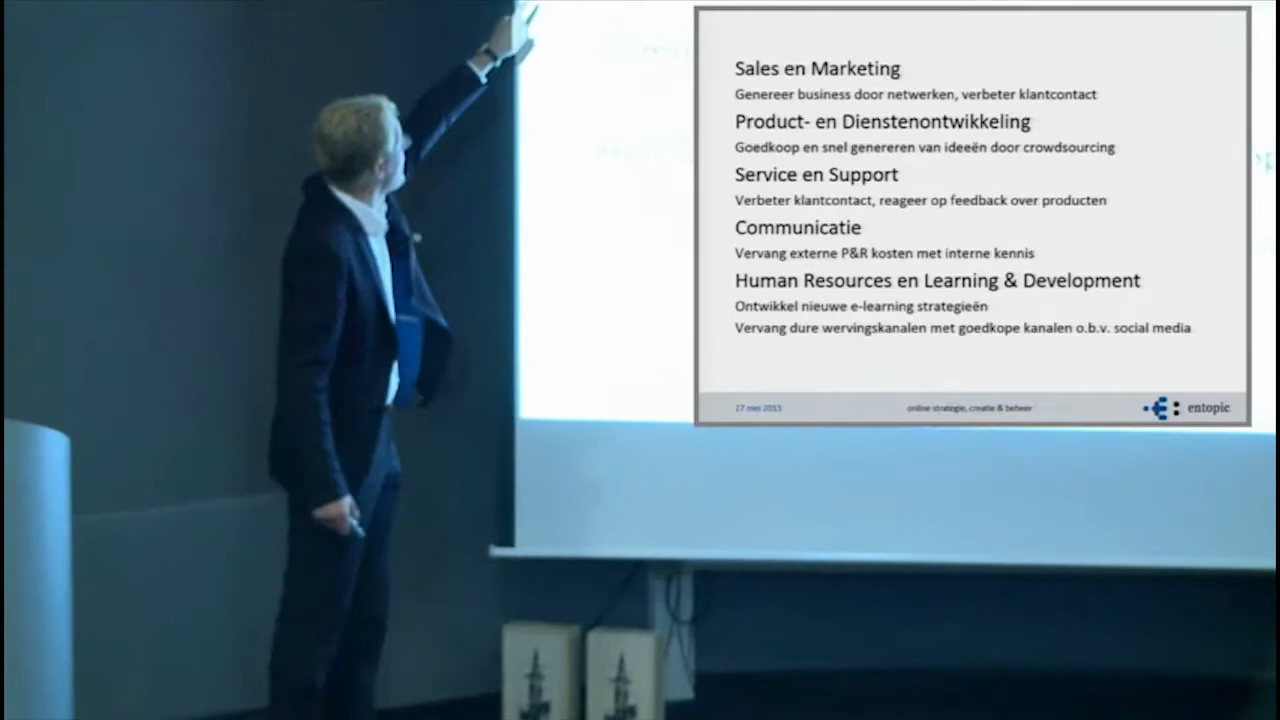 Sales en Marketing
Genereer business door netwerken, verbeter klantcontact
Product- en Dienstenontwikkeling
Goedkoop en snel genereren van ideeën door crowdsourcing
Service en Support
Verbeter klantcontact, reageer op feedback over producten
Communicatie
Vervang externe P&R kosten met interne kennis
Human Resources en Learning & Development
Ontwikkel nieuwe e-learning strategieën
Vervang dure wervingskanalen met goedkope kanalen o.b.v. social media
27 mei 2013
online strategie, creatie & beheer
entopic